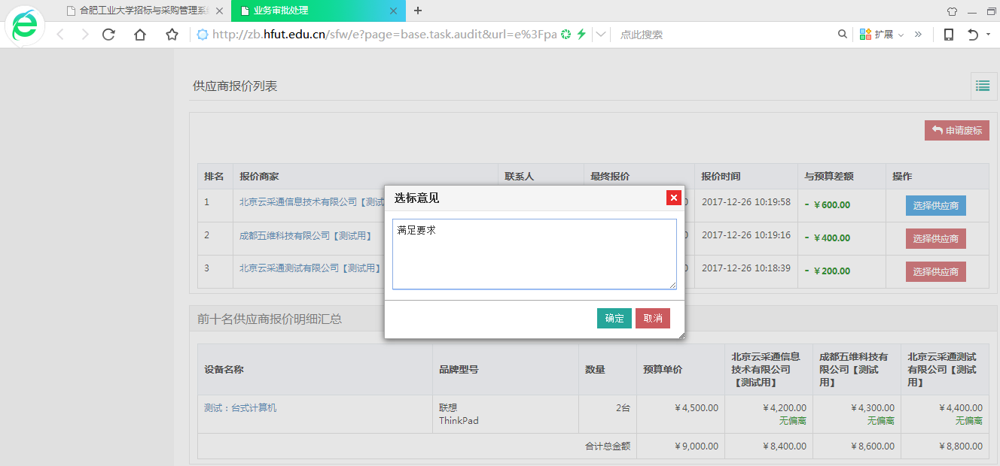 合肥工业大学招标与采购管理系统
业务审批处理
http://zb.hfut.edu.cn/sfw/e?page=base.task.audit&url=e%3Fpa
点此搜索
扩展
供应商报价列表
申请废标
排名 报价商家 联系人 最终报价 报价时间 与预算差额 操作
1 北京云采通信息技术有限公司【测试 0 2017-12-26 10:19:58 - ￥600.00 选择供应商
2 成都五维科技有限公司【测试用】 0 2017-12-26 10:19:16 - ￥400.00 选择供应商
3 北京云采通测试有限公司【测试用】 0 2017-12-26 10:18:39 - ￥200.00 选择供应商
选标意见
满足要求
确定 取消
前十名供应商报价明细汇总
设备名称 品牌型号 数量 预算单价 北京云采通信息技术有限公司【测试用】 成都五维科技有限公司【测试用】 北京云采通测试有限公司【测试用】
测试：台式计算机 联想 2台 ￥4,500.00 ￥4,200.00 ￥4,300.00 ￥4,400.00
ThinkPad 无偏离 无偏离 无偏离
合计总金额 ￥9,000.00 ￥8,400.00 ￥8,600.00 ￥8,800.00